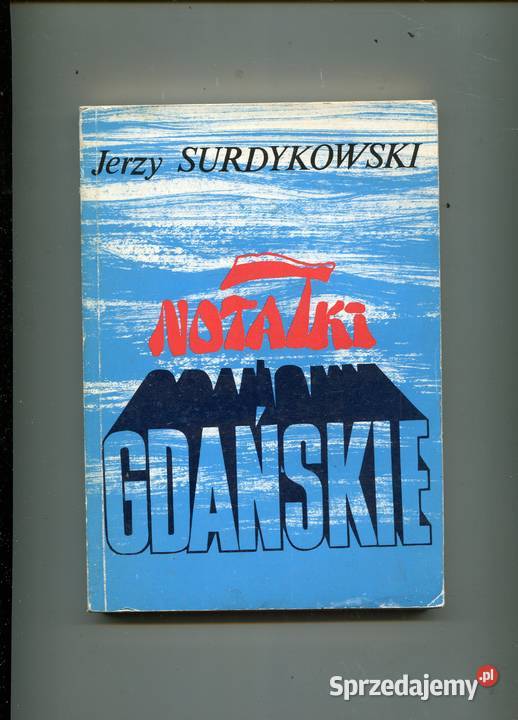 Jerzy SURDYKOWSKI
NOTATKI
GDAŃSKIE
Sprzedajemy.pl